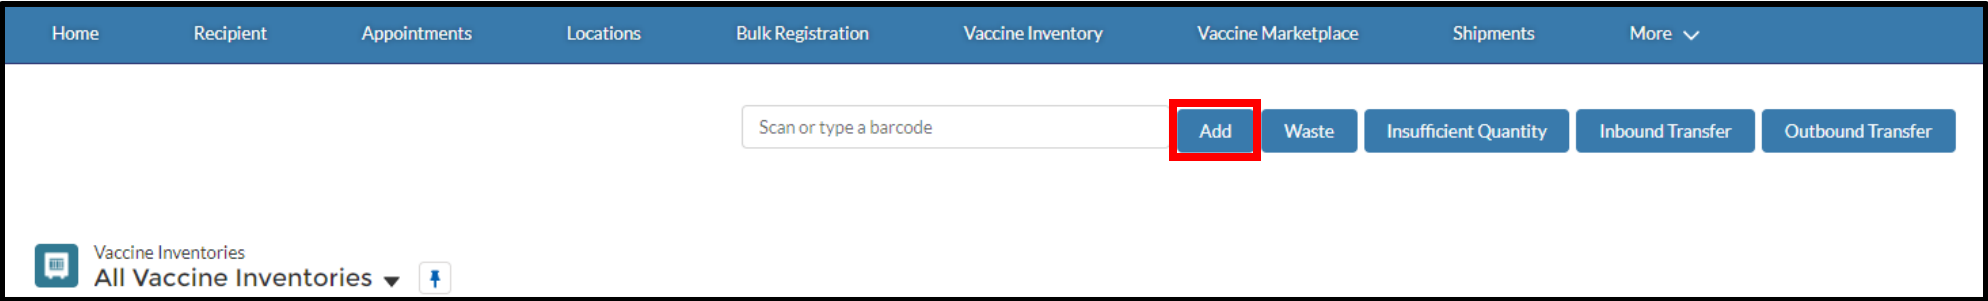 Home Recipient Appointments Locations Bulk Registration Vaccine Inventory Vaccine Marketplace Shipments More
Scan or type a barcode Add Waste Insufficient Quantity Inbound Transfer Outbound Transfer
Vaccine Inventories
All Vaccine Inventories